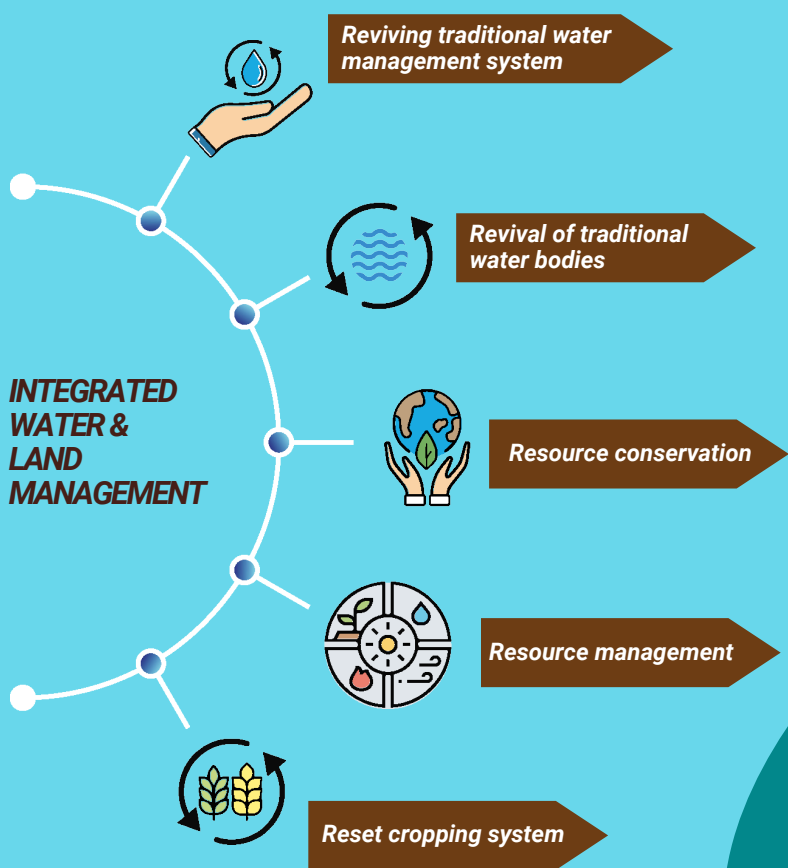 Reviving traditional water
management system
Revival of traditional
water bodies
INTEGRATED
WATER &
LAND
MANAGEMENT
Resource conservation
Resource management
Reset cropping system